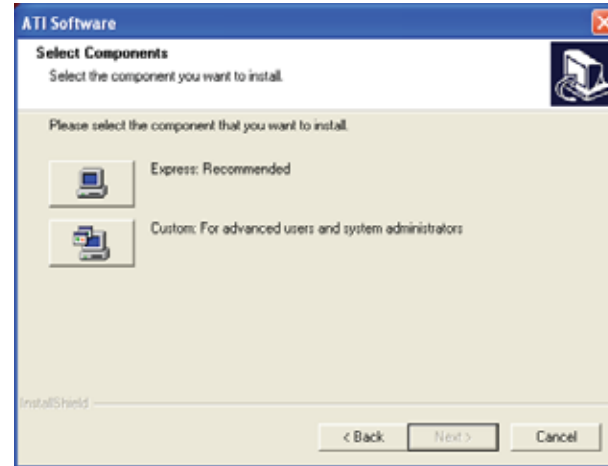 ATI Software
Select Components
Select the component you want to install.
Please select the component that you want to install.
Express: Recommended
Custom: For advanced users and system administrators
InstallShield
< Back
Next >
Cancel